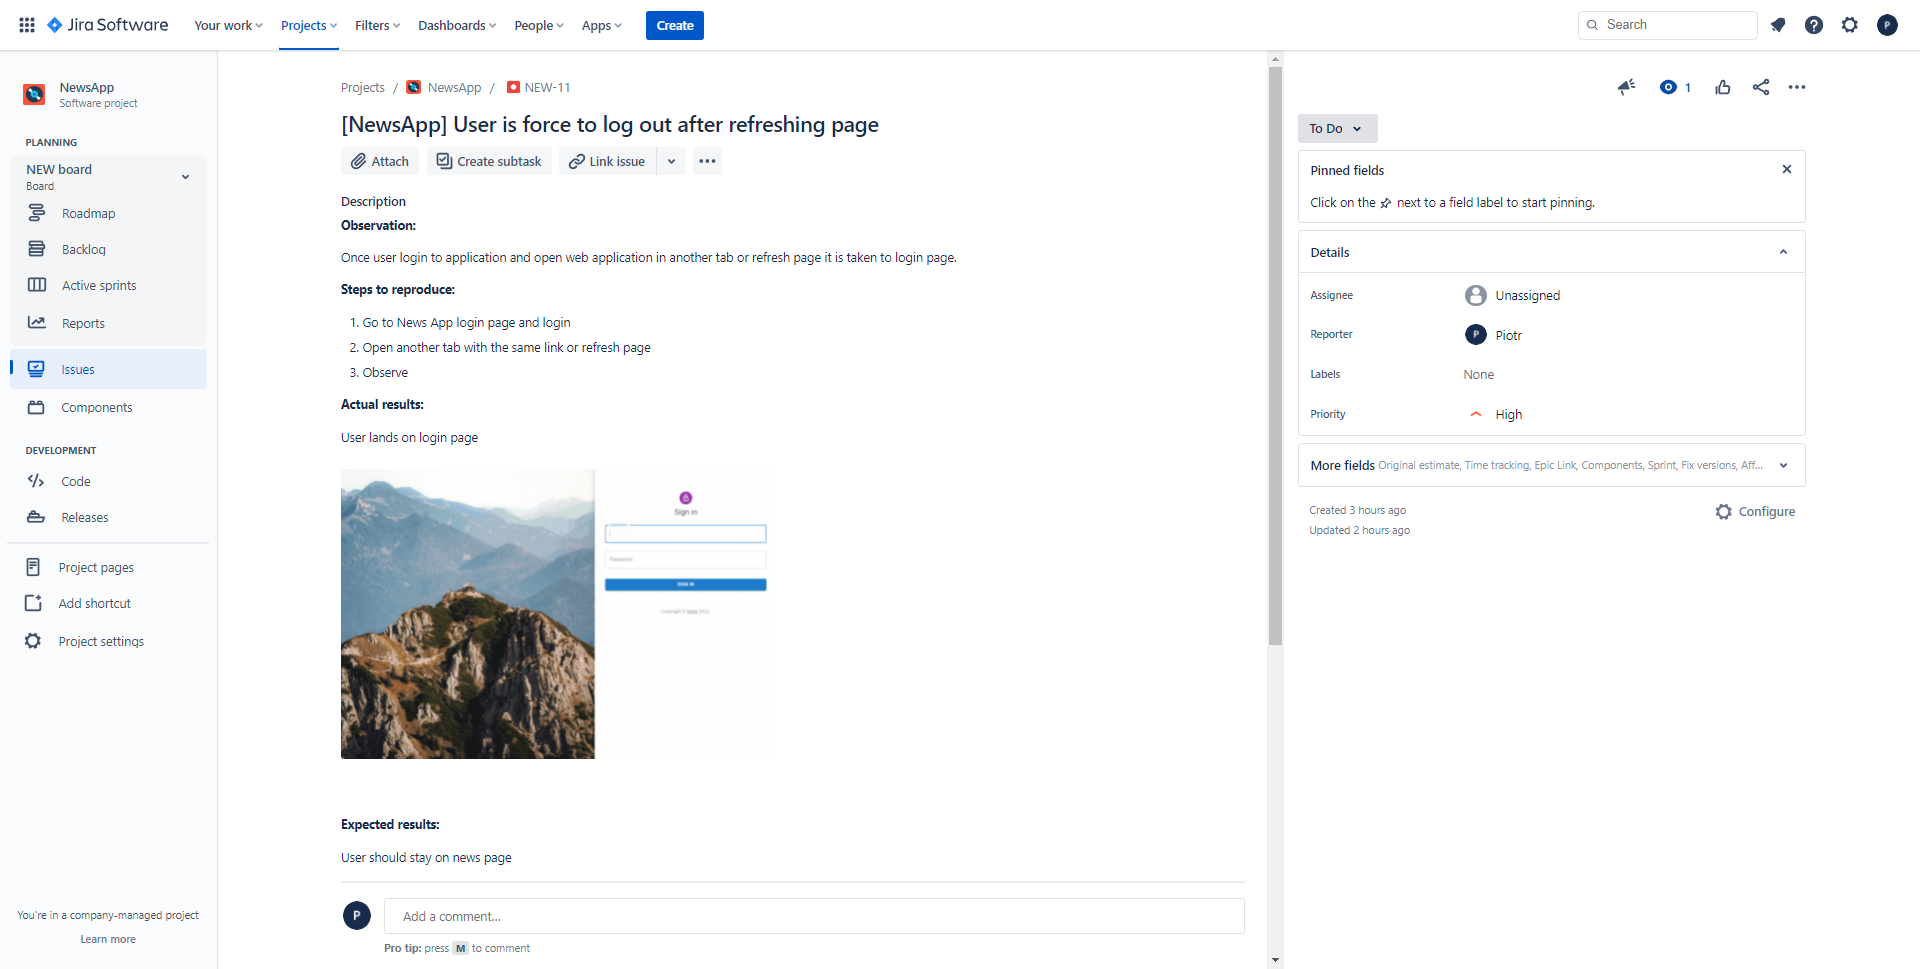 Jira Software
Your work
Projects
Filters
Dashboards
People
Apps
Create
Search
P
NewsApp
Software project
PLANNING
NEW board
Board
Roadmap
Backlog
Active sprints
Reports
Issues
Components
DEVELOPMENT
Code
Releases
Project pages
Add shortcut
Project settings
You're in a company-managed project
Learn more
Projects / NewsApp / NEW-11
[NewsApp] User is force to log out after refreshing page
Attach
Create subtask
Link issue
Description
Observation:
Once user login to application and open web application in another tab or refresh page it is taken to login page.
Steps to reproduce:
1. Go to News App login page and login
2. Open another tab with the same link or refresh page
3. Observe
Actual results:
User lands on login page
Sign in
Username
Password
SIGN IN
Expected results:
User should stay on news page
P
Add a comment...
Pro tip: press M to comment
1
To Do
Pinned fields
Click on the next to a field label to start pinning.
Details
Assignee
Unassigned
Reporter
P Piotr
Labels
None
Priority
High
More fields Original estimate, Time tracking, Epic Link, Components, Sprint, Fix versions, Aff...
Created 3 hours ago
Updated 2 hours ago
Configure